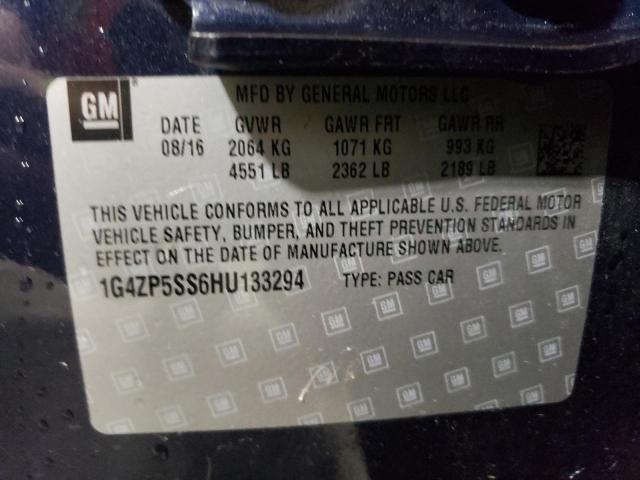 GM
MFD BY GENERAL MOTORS LLC
DATE GVWR GAWR FRT GAWR RR
08/16 2064 KG 1071 KG 993 KG
4551 LB 2362 LB 2189 LB
THIS VEHICLE CONFORMS TO ALL APPLICABLE U.S. FEDERAL MOTOR
VEHICLE SAFETY, BUMPER, AND THEFT PREVENTION STANDARDS IN
EFFECT ON THE DATE OF MANUFACTURE SHOWN ABOVE.
1G4ZP5SS6HU133294 TYPE: PASS CAR